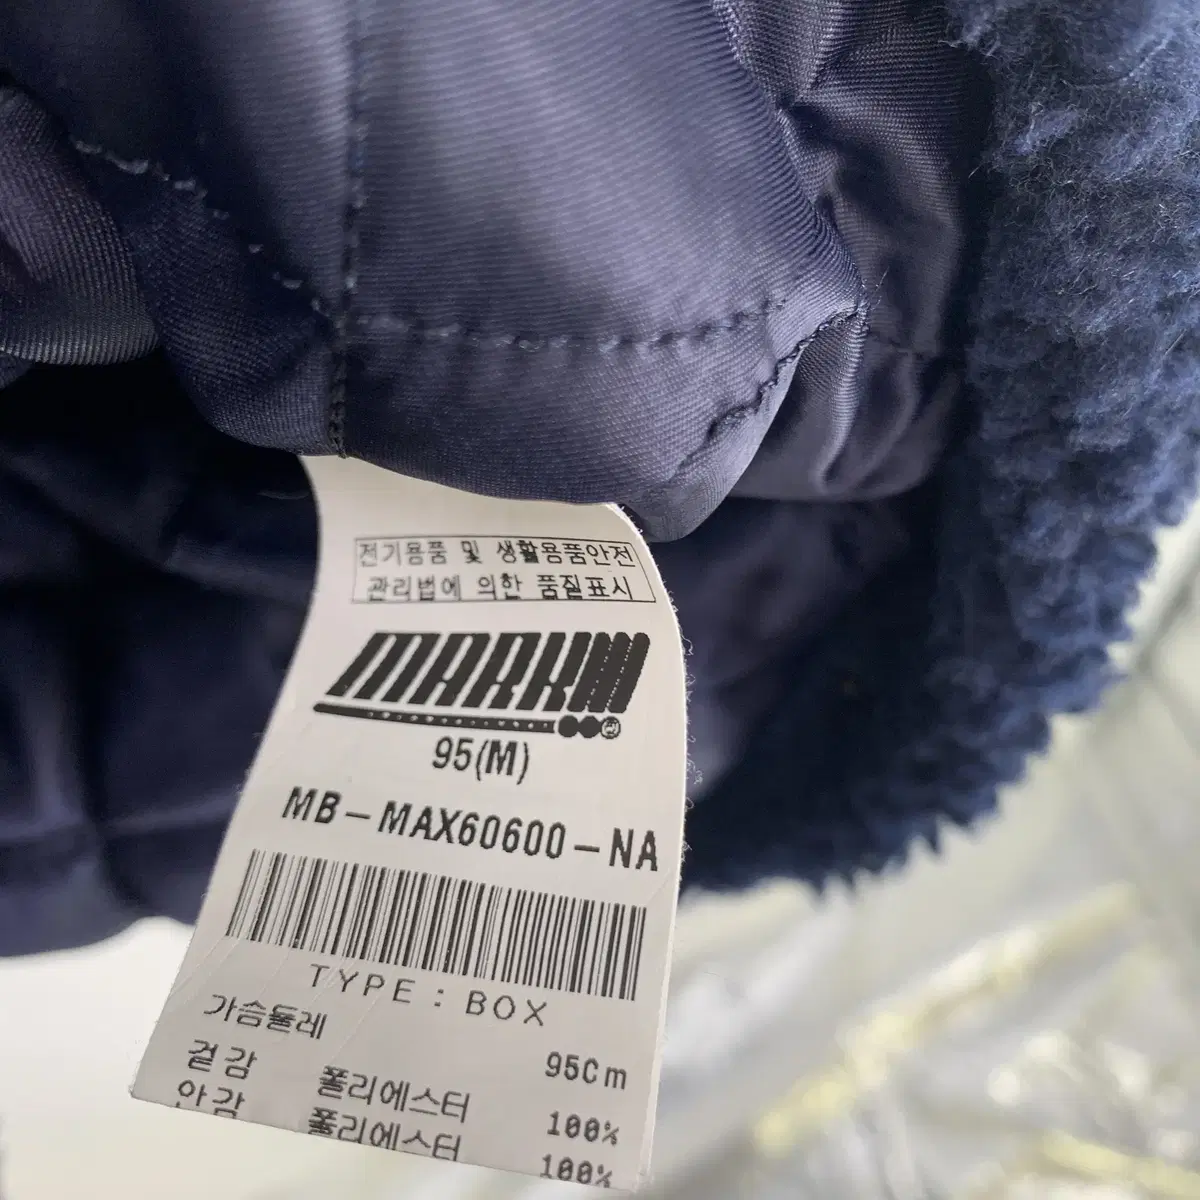 전기용품 및 생활용품안전
관리법에 의한 품질표시
MARKM
95(M)
MB-MAX60600-NA
TYPE : BOX
가슴둘레 95Cm
겉감 폴리에스터 100%
안감 폴리에스터 100%